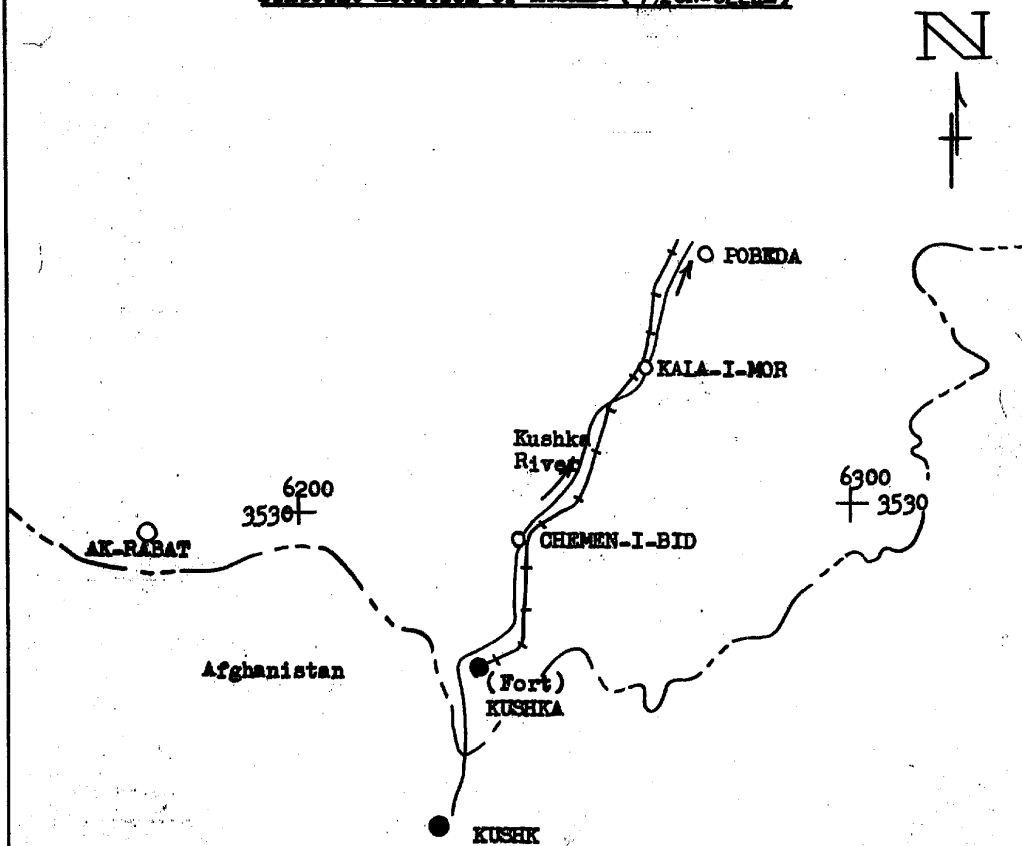 N
POBEDA
KALA-I-MOR
Kushka
River
6200
3530
6300
3530
AK-RABAT
CHEMEN-I-BID
Afghanistan
(Fort)
KUSHKA
KUSHK